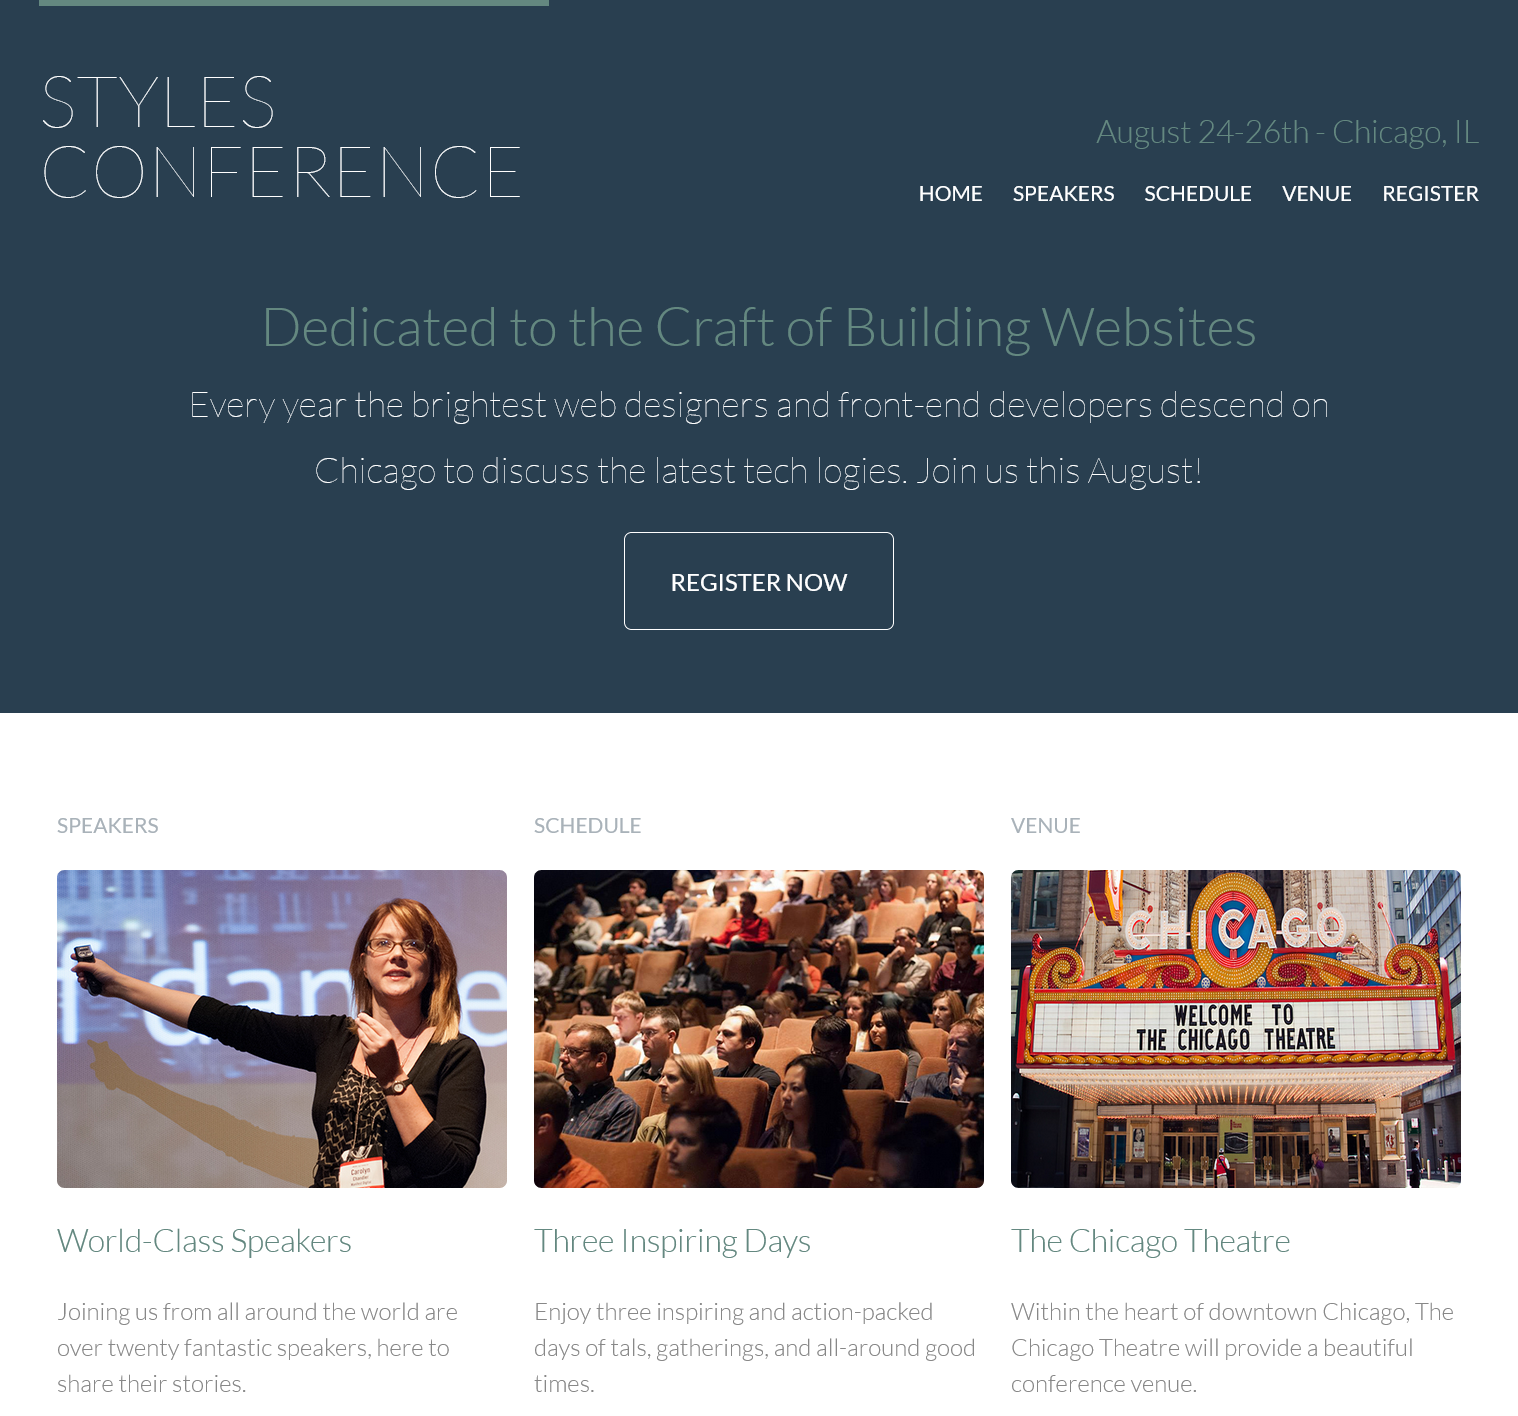 STYLES
CONFERENCE
August 24-26th - Chicago, IL
HOME SPEAKERS SCHEDULE VENUE REGISTER
Dedicated to the Craft of Building Websites
Every year the brightest web designers and front-end developers descend on
Chicago to discuss the latest tech logies. Join us this August!
REGISTER NOW
SPEAKERS
f dance
Carolyn
Chandler
World-Class Speakers
Joining us from all around the world are
over twenty fantastic speakers, here to
share their stories.
SCHEDULE
Three Inspiring Days
Enjoy three inspiring and action-packed
days of tals, gatherings, and all-around good
times.
VENUE
CHICAGO
WELCOME TO
THE CHICAGO THEATRE
The Chicago Theatre
Within the heart of downtown Chicago, The
Chicago Theatre will provide a beautiful
conference venue.